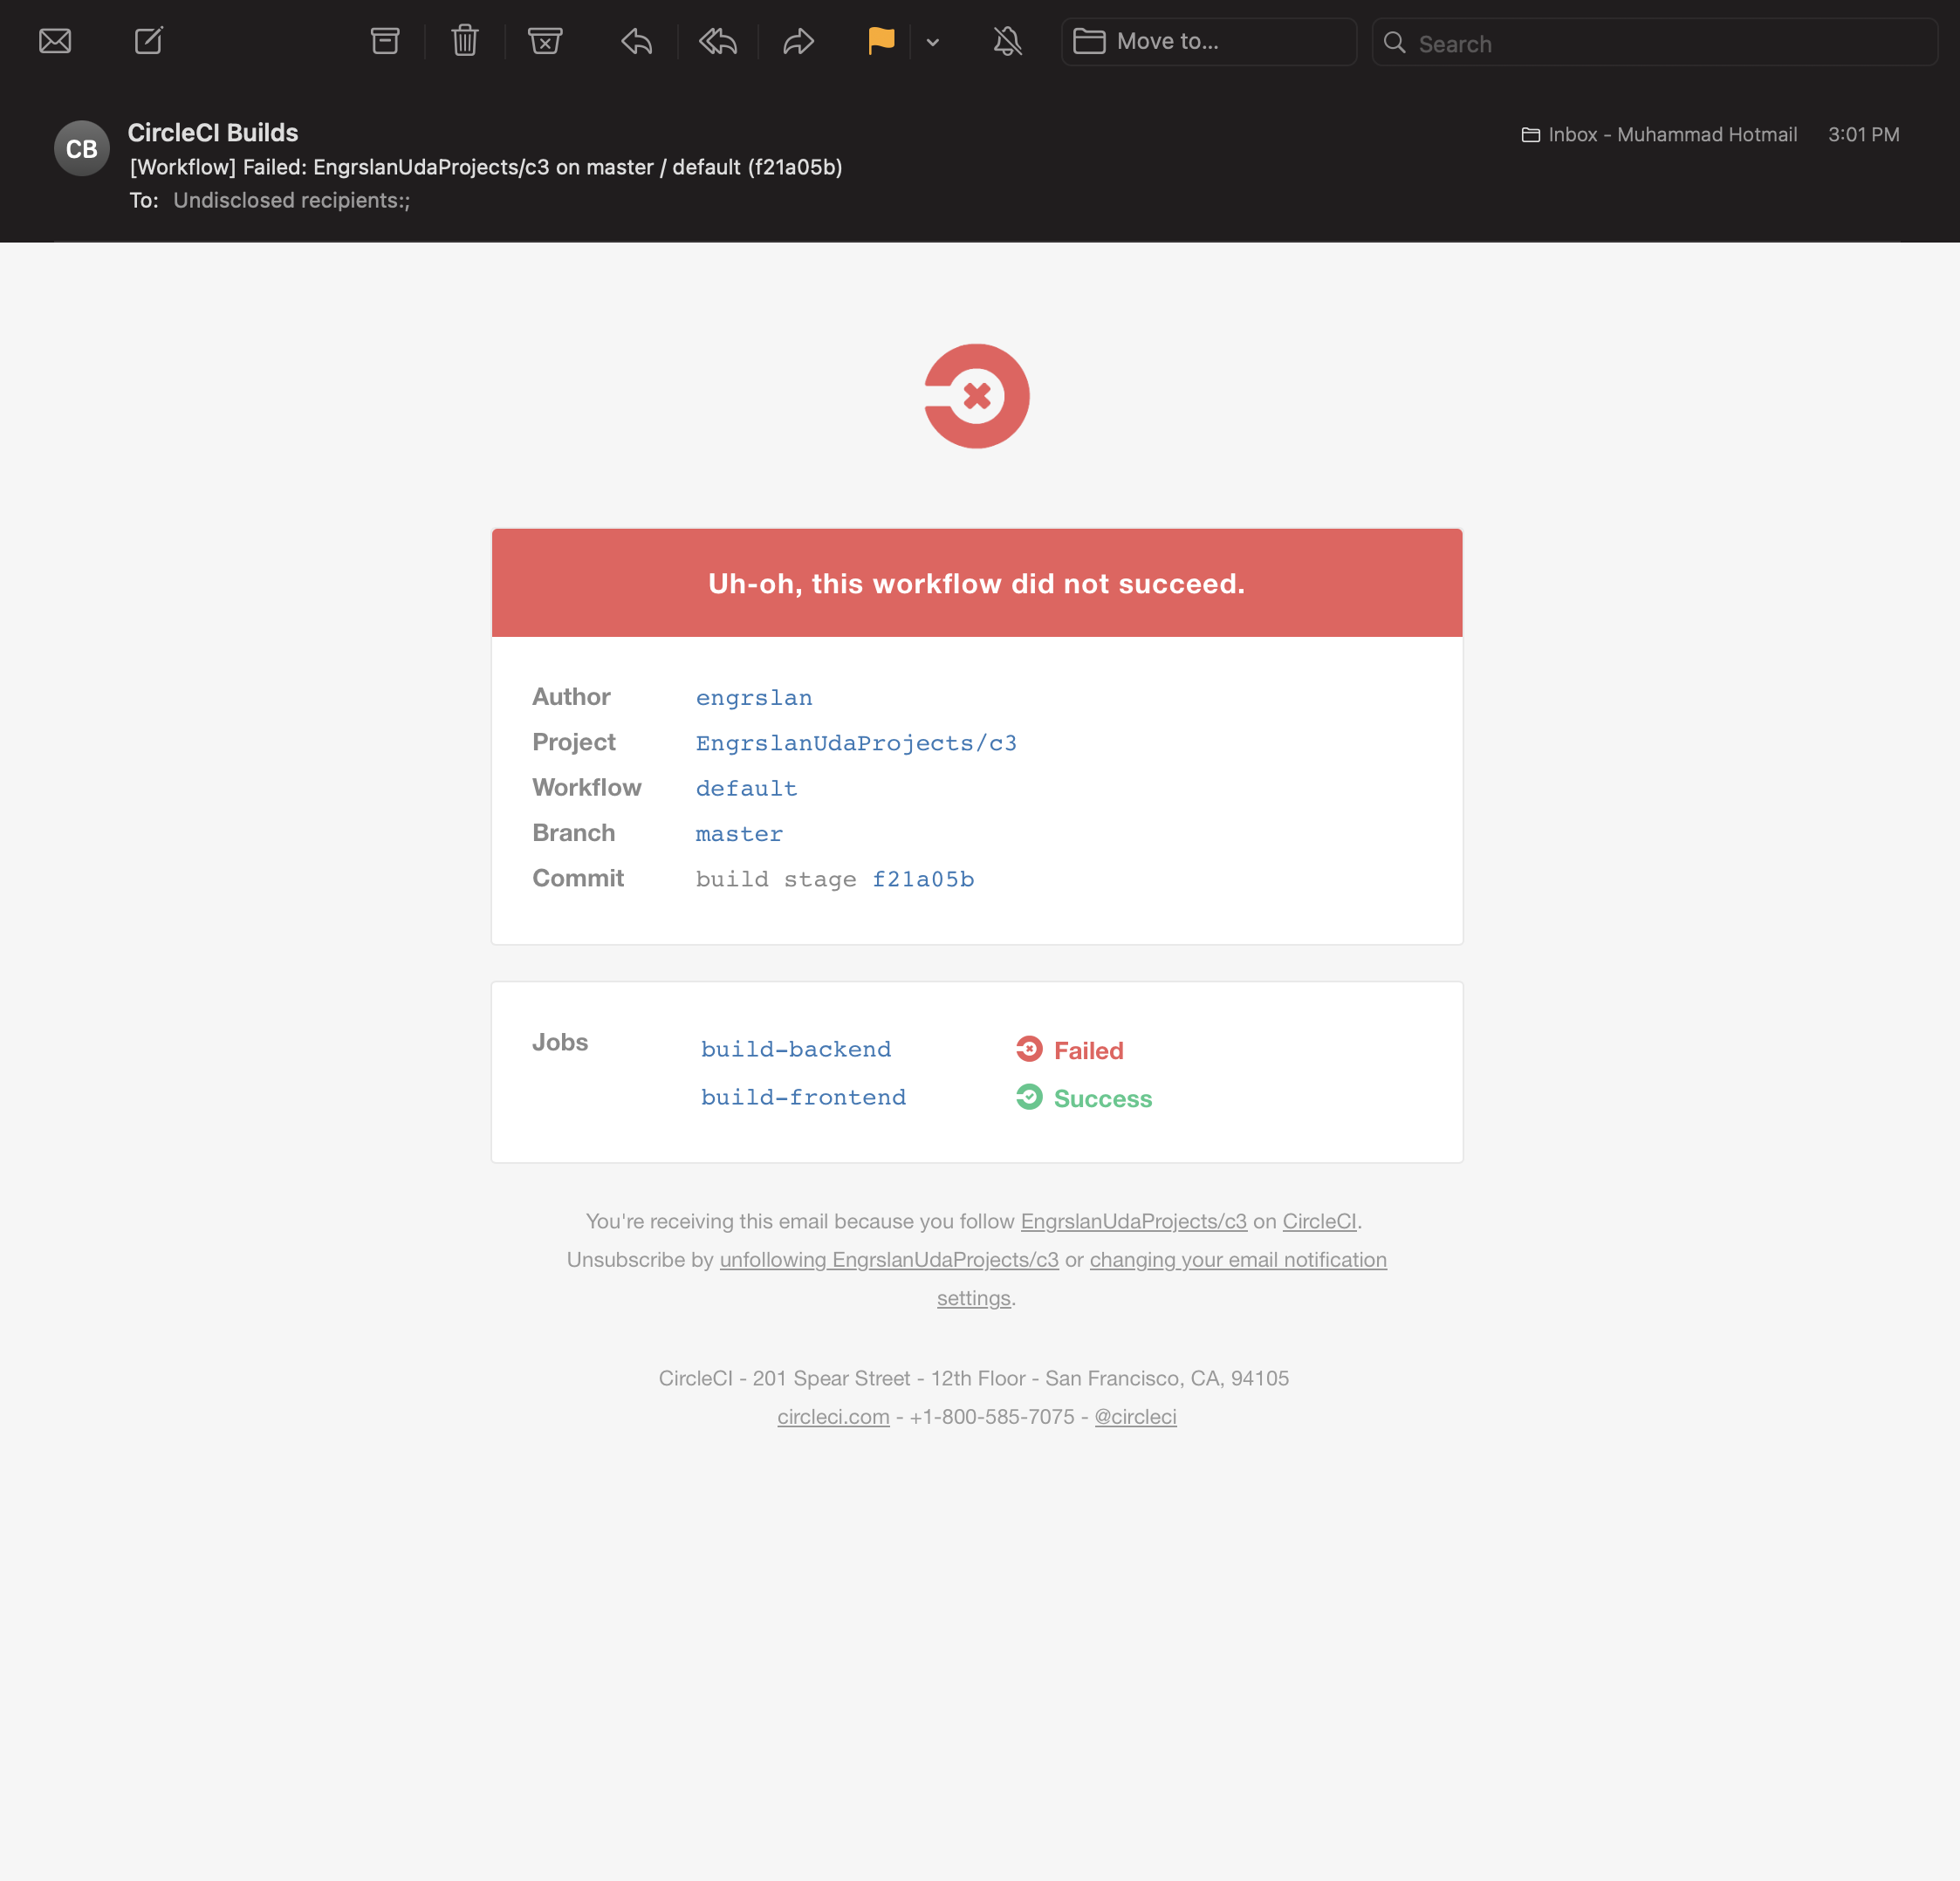 Move to...
Search
CB
CircleCI Builds
Inbox - Muhammad Hotmail 3:01 PM
[Workflow] Failed: EngrslanUdaProjects/c3 on master / default (f21a05b)
To: Undisclosed recipients:;
Uh-oh, this workflow did not succeed.
Author engrslan
Project EngrslanUdaProjects/c3
Workflow default
Branch master
Commit build stage f21a05b
Jobs build-backend Failed
build-frontend Success
You're receiving this email because you follow EngrslanUdaProjects/c3 on CircleCI.
Unsubscribe by unfollowing EngrslanUdaProjects/c3 or changing your email notification
settings.
CircleCI - 201 Spear Street - 12th Floor - San Francisco, CA, 94105
circleci.com - +1-800-585-7075 - @circleci